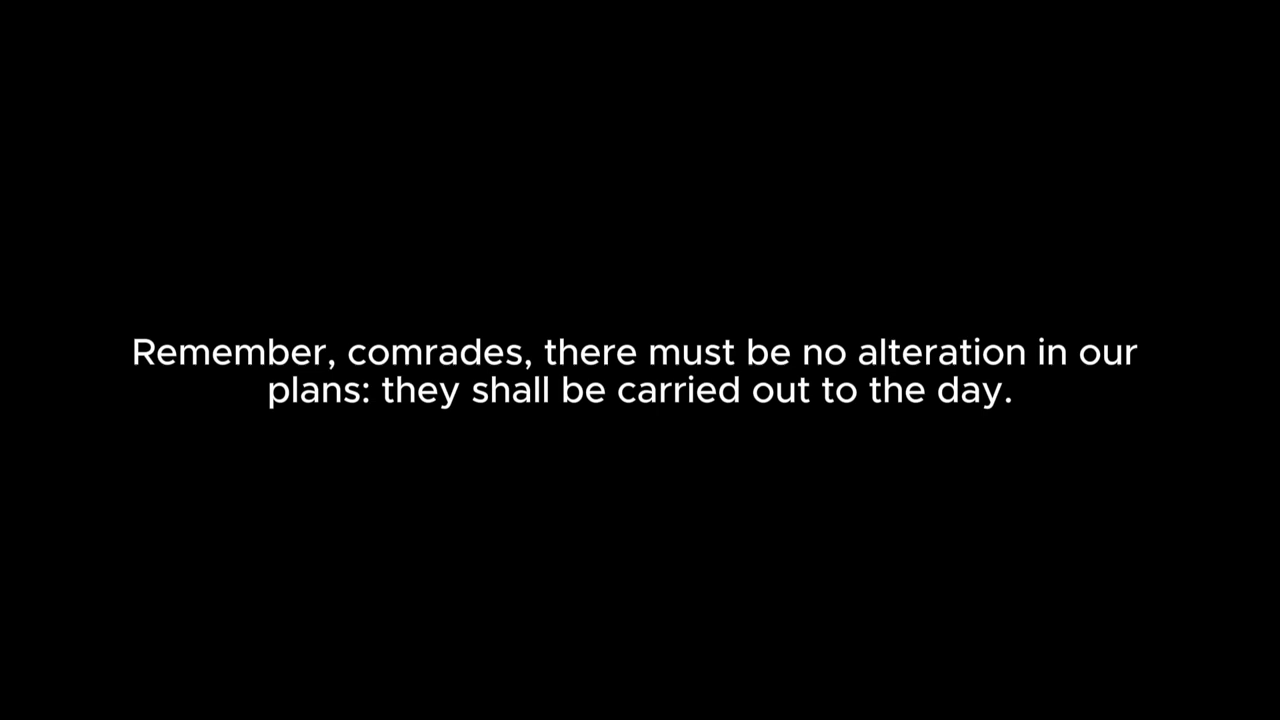 Remember, comrades, there must be no alteration in our
plans: they shall be carried out to the day.